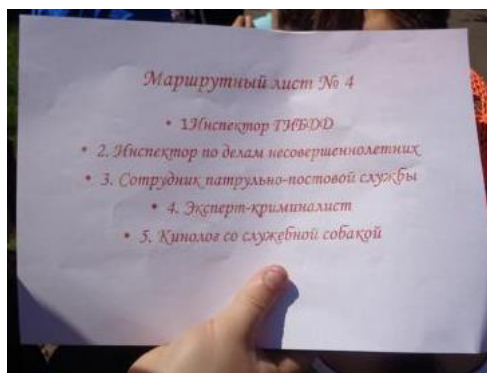 Маршрутный лист № 4
• 1Инспектор ГИБДД
• 2. Инспектор по делам несовершеннолетних
• 3. Сотрудник патрульно-постовой службы
• 4. Эксперт-криминалист
• 5. Кинолог со служебной собакой